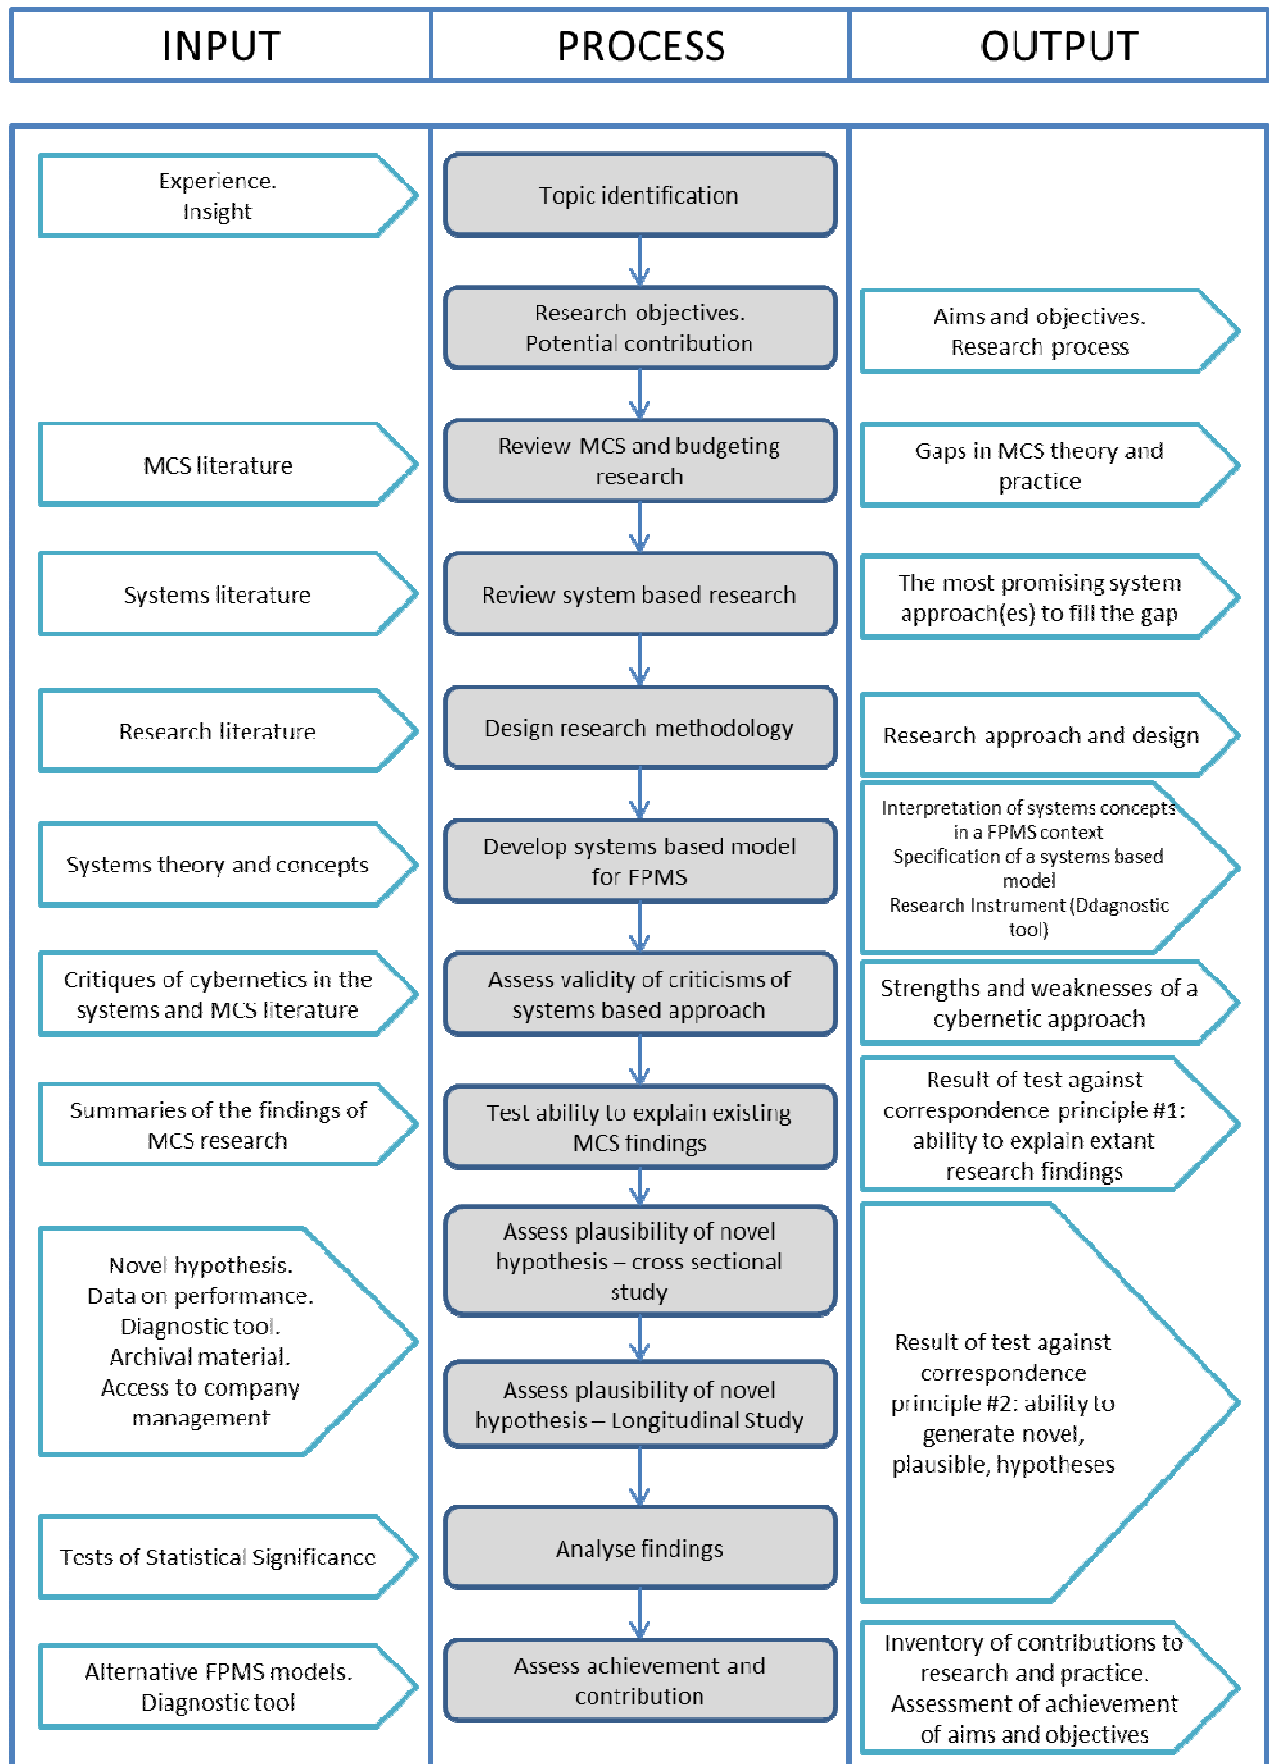 INPUT
PROCESS
OUTPUT
Experience.
Insight
Topic identification
Research objectives.
Potential contribution
Aims and objectives.
Research process
MCS literature
Review MCS and budgeting
research
Gaps in MCS theory and
practice
Systems literature
Review system based research
The most promising system
approach(es) to fill the gap
Research literature
Design research methodology
Research approach and design
Systems theory and concepts
Develop systems based model
for FPMS
Interpretation of systems concepts
in a FPMS context
Specification of a systems based
model
Research Instrument (Ddagnostic
tool)
Critiques of cybernetics in the
systems and MCS literature
Assess validity of criticisms of
systems based approach
Strengths and weaknesses of a
cybernetic approach
Summaries of the findings of
MCS research
Test ability to explain existing
MCS findings
Result of test against
correspondence principle #1:
ability to explain extant
research findings
Novel hypothesis.
Data on performance.
Diagnostic tool.
Archival material.
Access to company
management
Assess plausibility of novel
hypothesis – cross sectional
study
Assess plausibility of novel
hypothesis – Longitudinal Study
Result of test against
correspondence
principle #2: ability to
generate novel,
plausible, hypotheses
Tests of Statistical Significance
Analyse findings
Alternative FPMS models.
Diagnostic tool
Assess achievement and
contribution
Inventory of contributions to
research and practice.
Assessment of achievement
of aims and objectives